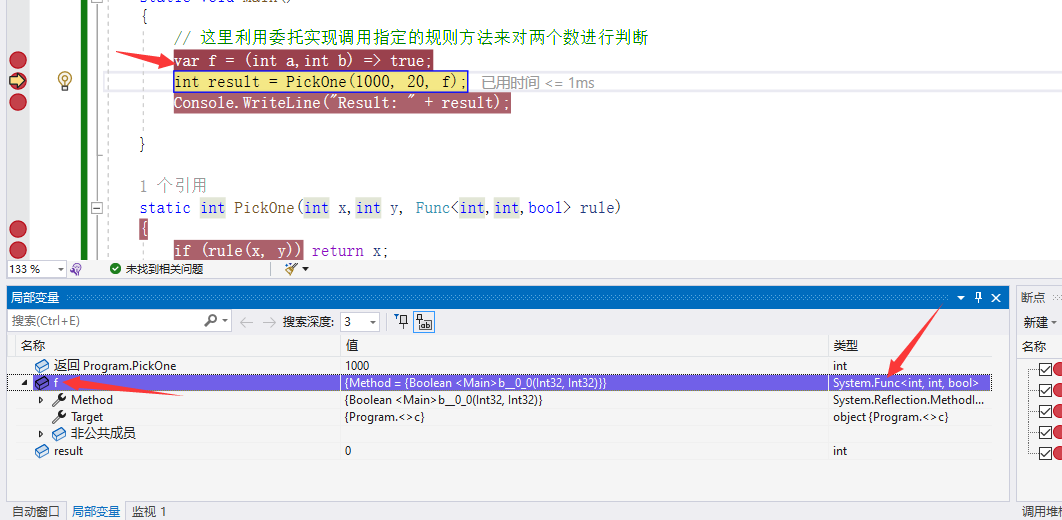 static void Main()
{
// 这里利用委托实现调用指定的规则方法来对两个数进行判断
var f = (int a,int b) => true;
int result = PickOne(1000, 20, f); 已用时间 <= 1ms
Console.WriteLine("Result: " + result);
}
1 个引用
static int PickOne(int x,int y, Func<int,int,bool> rule)
{
if (rule(x, y)) return x;
133 % 未找到相关问题
局部变量
断点
搜索(Ctrl+E) 搜索深度: 3
新建
名称 值 类型
名称
返回 Program.PickOne 1000 int
f {Method = {Boolean <Main>b__0_0(Int32, Int32)}} System.Func<int, int, bool>
Method {Boolean <Main>b__0_0(Int32, Int32)} System.Reflection.MethodI...
Target {Program.<>c} object {Program.<>c}
非公共成员
result 0 int
自动窗口 局部变量 监视 1
调用堆栈